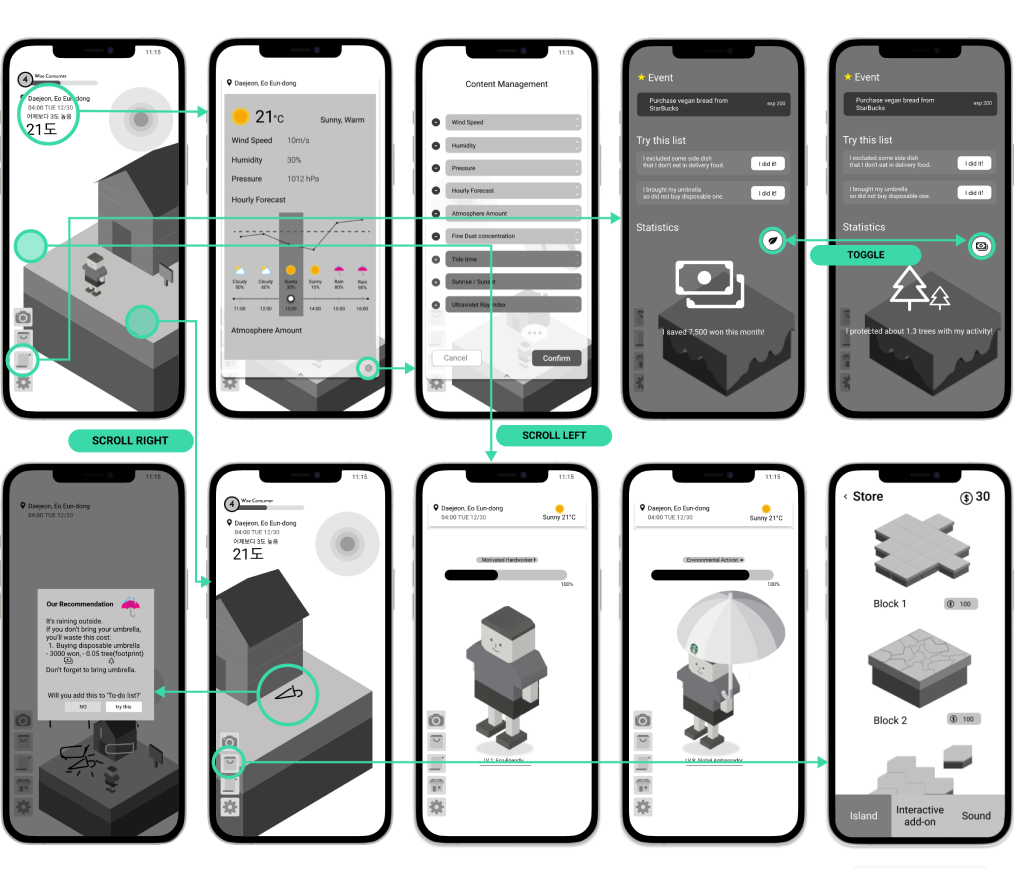 11:15
4
Wise Consumer
Daejeon, Eo Eun-dong
04:00 TUE 12/30
어제보다 3도 높음
21도
Daejeon, Eo Eun-dong
21°C
Sunny, Warm
Wind Speed 10m/s
Humidity 30%
Pressure 1012 hPa
Hourly Forecast
Cloudy Cloudy Sunny Sunny Rain Rain
50% 60% 30% 10% 80% 90%
11:00 12:00 13:00 14:00 15:00 16:00
Atmosphere Amount
11:15
Content Management
Wind Speed
Humidity
Pressure
Hourly Forecast
Atmosphere Amount
Fine Dust concentration
Tide time
Sunrise / Sunset
Ultraviolet Ray Index
Cancel
Confirm
Event
Purchase vegan bread from
StarBucks
exp 200
Try this list
I excluded some side dish
that I don't eat in delivery food.
I did it!
I brought my umbrella
so did not buy disposable one.
I did it!
Statistics
I saved 7,500 won this month!
Event
Purchase vegan bread from
StarBucks
exp 200
Try this list
I excluded some side dish
that I don't eat in delivery food.
I did it!
I brought my umbrella
so did not buy disposable one.
I did it!
Statistics
I protected about 1.3 trees with my activity!
TOGGLE
SCROLL RIGHT
SCROLL LEFT
11:15
Daejeon, Eo Eun-dong
04:00 TUE 12/30
Our Recommendation
It's raining outside.
If you don't bring your umbrella,
you'll waste this cost:
1. Buying disposable umbrella
- 3000 won, - 0.05 tree(footprint)
Don't forget to bring umbrella.
Will you add this to 'To-do list?'
NO
try this
11:15
4
Wise Consumer
Daejeon, Eo Eun-dong
04:00 TUE 12/30
어제보다 3도 높음
21도
11:15
Daejeon, Eo Eun-dong
04:00 TUE 12/30
Sunny 21°C
Motivated Hardworker
100%
LV 1: Eco-Friendly
11:15
Daejeon, Eo Eun-dong
04:00 TUE 12/30
Sunny 21°C
Environmental Activist
100%
LV 9: Global Ambassador
Store
30
Block 1
100
Block 2
100
Island
Interactive
add-on
Sound